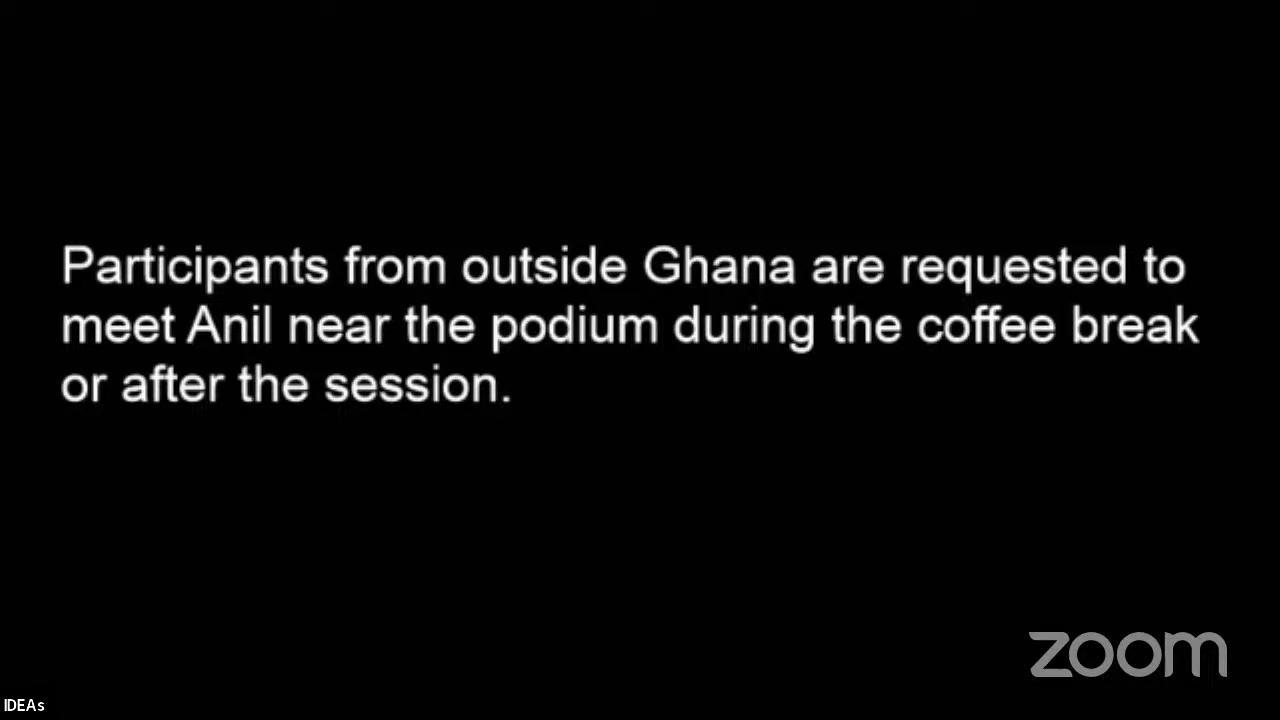 Participants from outside Ghana are requested to
meet Anil near the podium during the coffee break
or after the session.
zoom
IDEAs